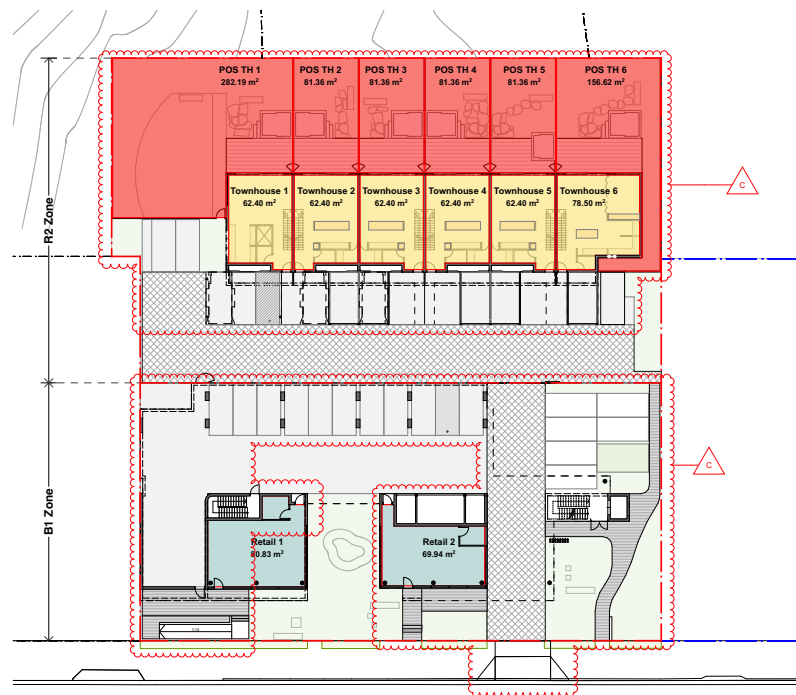 POS TH 1
282.19 m²
POS TH 2
81.36 m²
POS TH 3
81.36 m²
POS TH 4
81.36 m²
POS TH 5
81.36 m²
POS TH 6
156.62 m²
C
Townhouse 1
62.40 m²
Townhouse 2
62.40 m²
Townhouse 3
62.40 m²
Townhouse 4
62.40 m²
Townhouse 5
62.40 m²
Townhouse 6
78.50 m²
R2 Zone
C
B1 Zone
Retail 1
80.83 m²
Retail 2
69.94 m²
1:14